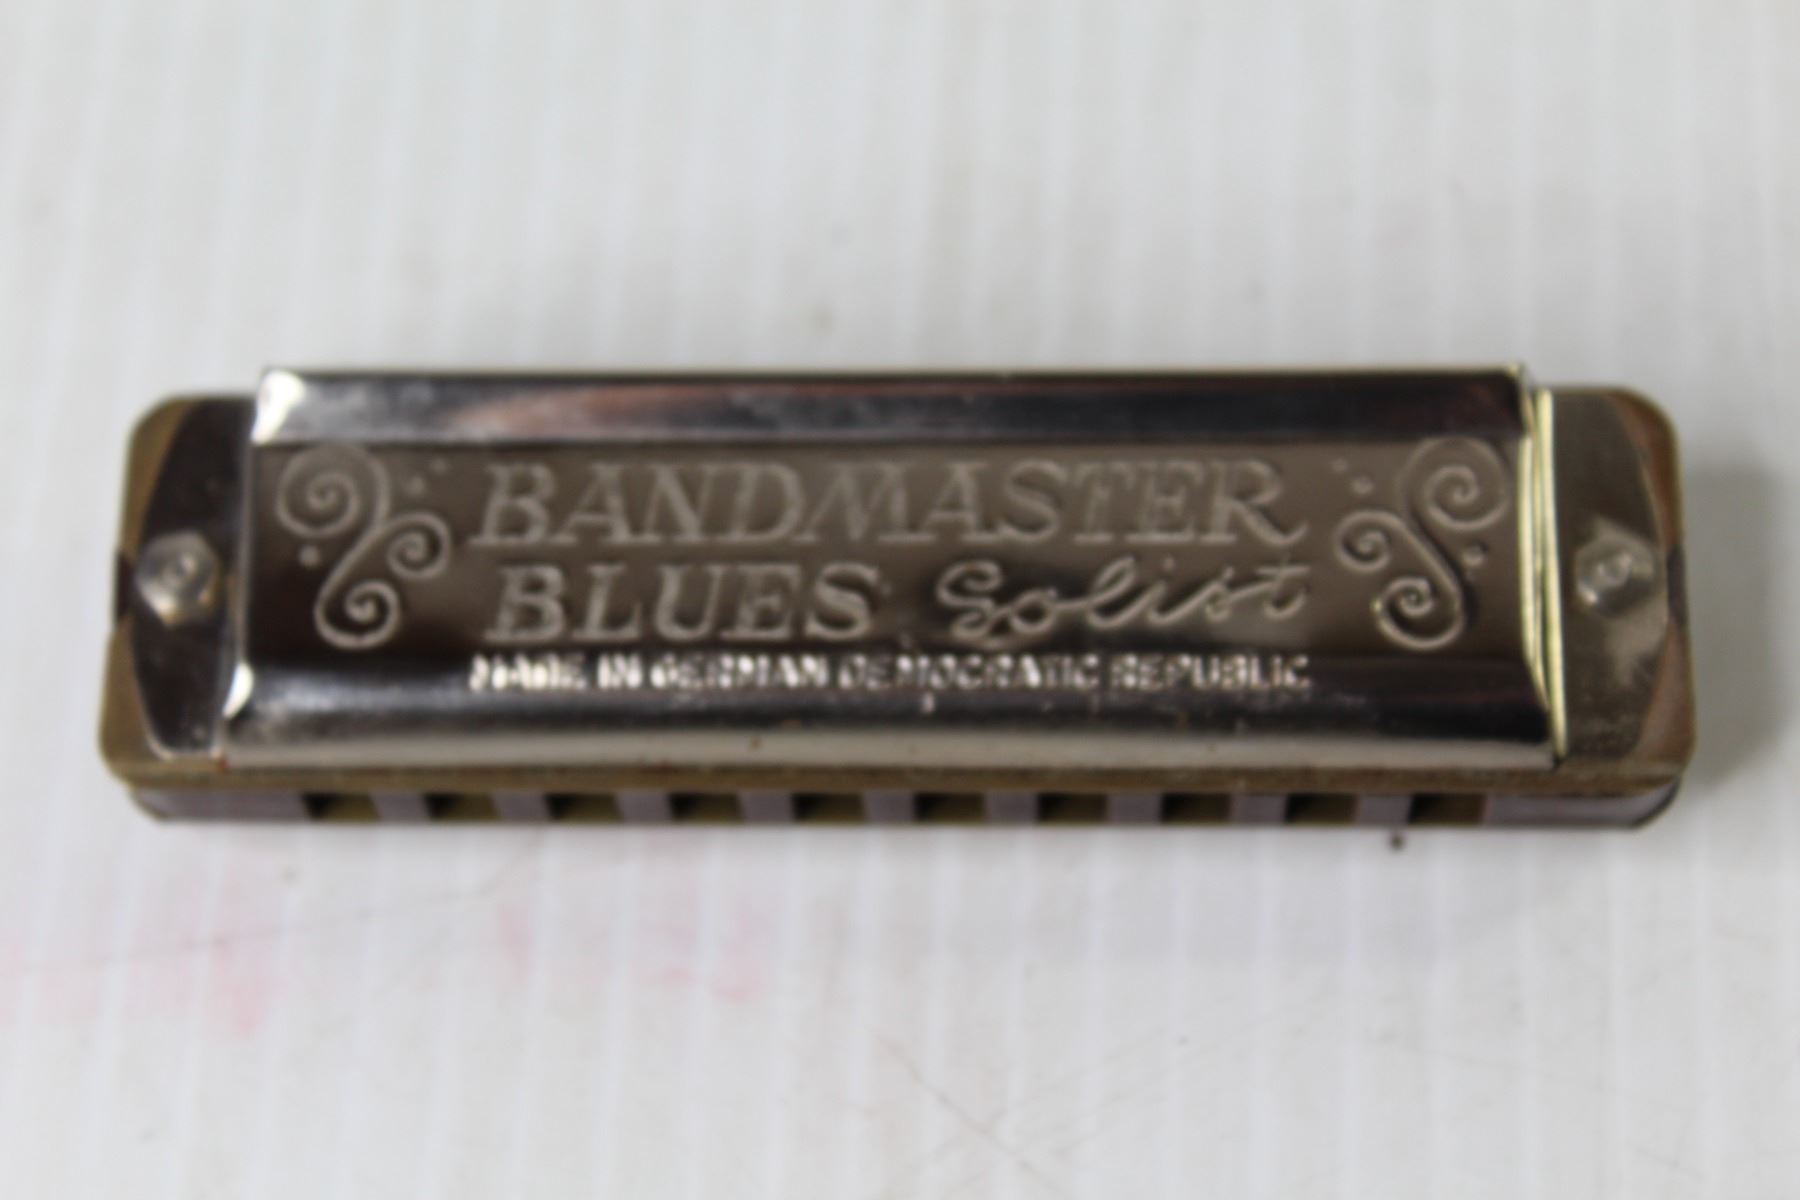 BANDMASTER
BLUES Solist
MADE IN GERMAN DEMOCRATIC REPUBLIC